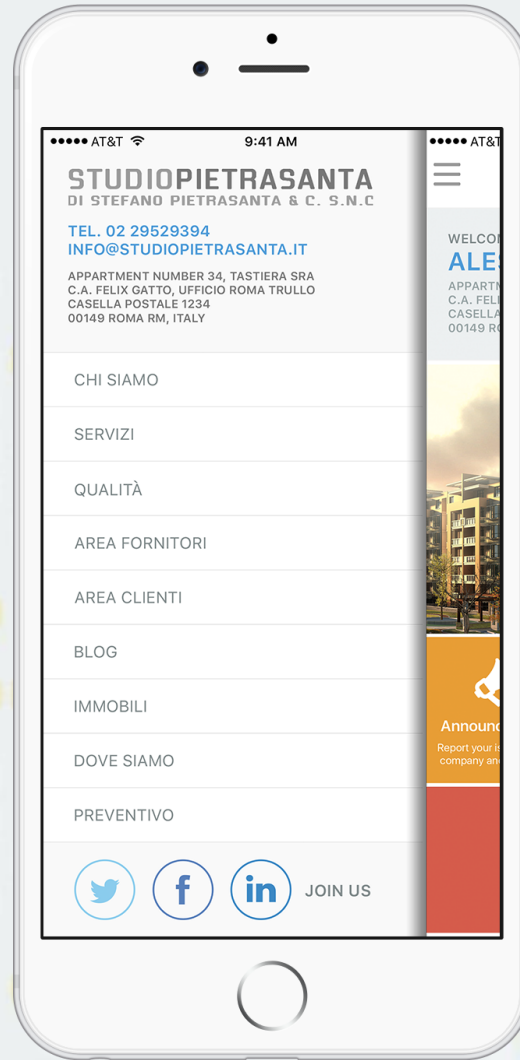 AT&T
9:41 AM
STUDIOPIETRASANTA
DI STEFANO PIETRASANTA & C. S.N.C
TEL. 02 29529394
INFO@STUDIOPIETRASANTA.IT
APPARTMENT NUMBER 34, TASTIERA SRA
C.A. FELIX GATTO, UFFICIO ROMA TRULLO
CASELLA POSTALE 1234
00149 ROMA RM, ITALY
CHI SIAMO
SERVIZI
QUALITÀ
AREA FORNITORI
AREA CLIENTI
BLOG
IMMOBILI
DOVE SIAMO
PREVENTIVO
JOIN US
AT&T
WELCO
ALE
APPART
C.A. FELI
CASELLA
00149 R
Announ
Report your is
company an